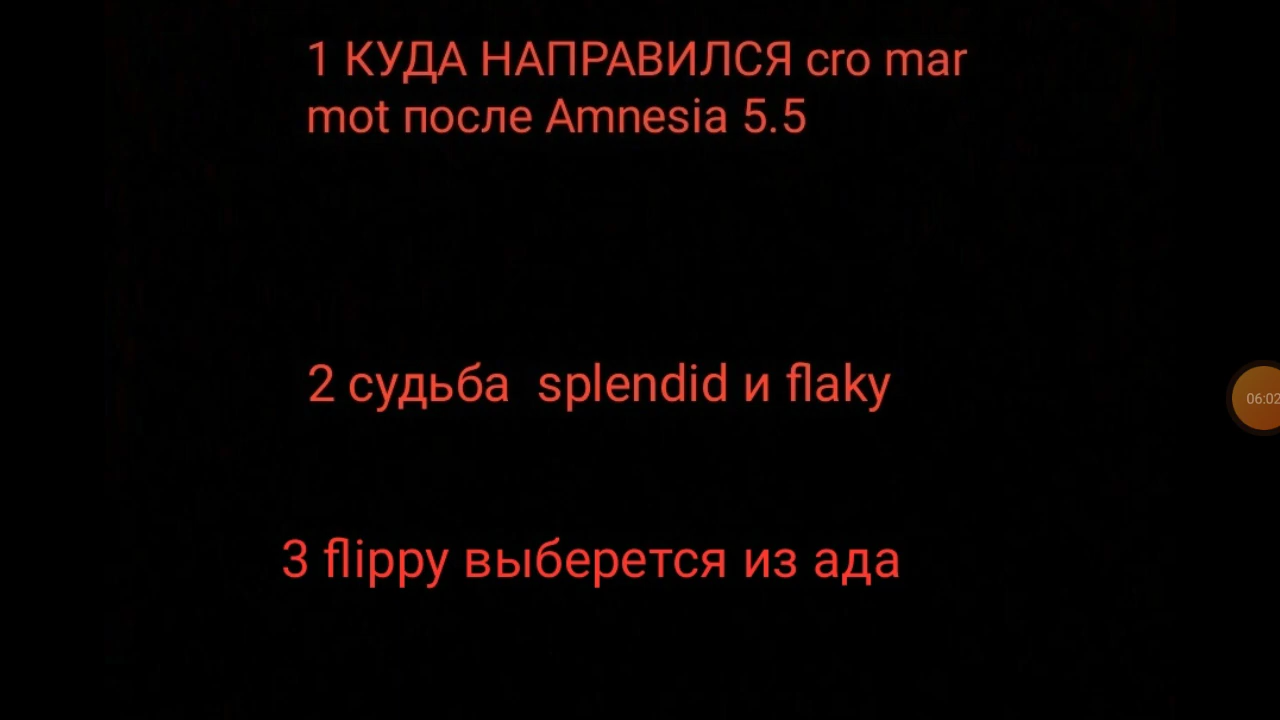 1 КУДА НАПРАВИЛСЯ cro mar
mot после Amnesia 5.5
2 судьба splendid и flaky
06:02
3 flippy выберется из ада